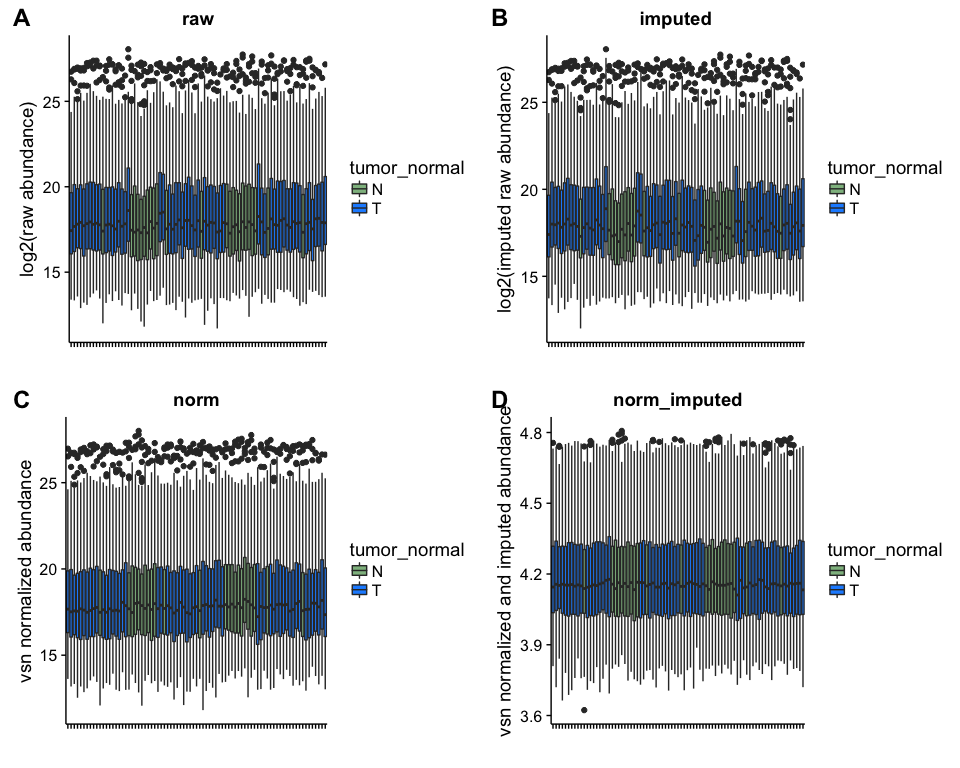 A
raw
log2(raw abundance)
25
20
15
tumor_normal
N
T
B
imputed
log2(imputed raw abundance)
25
20
15
tumor_normal
N
T
C
norm
vsn normalized abundance
25
20
15
tumor_normal
N
T
D
norm_imputed
vsn normalized and imputed abundance
4.8
4.5
4.2
3.9
3.6
tumor_normal
N
T